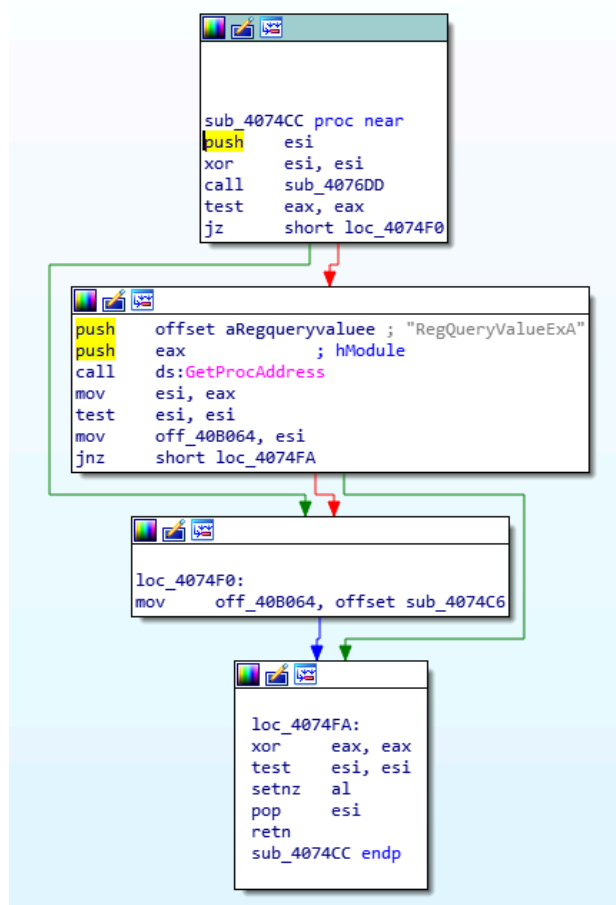 sub_4074CC proc near
push esi
xor esi, esi
call sub_4076DD
test eax, eax
jz short loc_4074F0
push offset aRegqueryvaluee ; "RegQueryValueExA"
push eax ; hModule
call ds:GetProcAddress
mov esi, eax
test esi, esi
mov off_40B064, esi
jnz short loc_4074FA
loc_4074F0:
mov off_40B064, offset sub_4074C6
loc_4074FA:
xor eax, eax
test esi, esi
setnz al
pop esi
retn
sub_4074CC endp